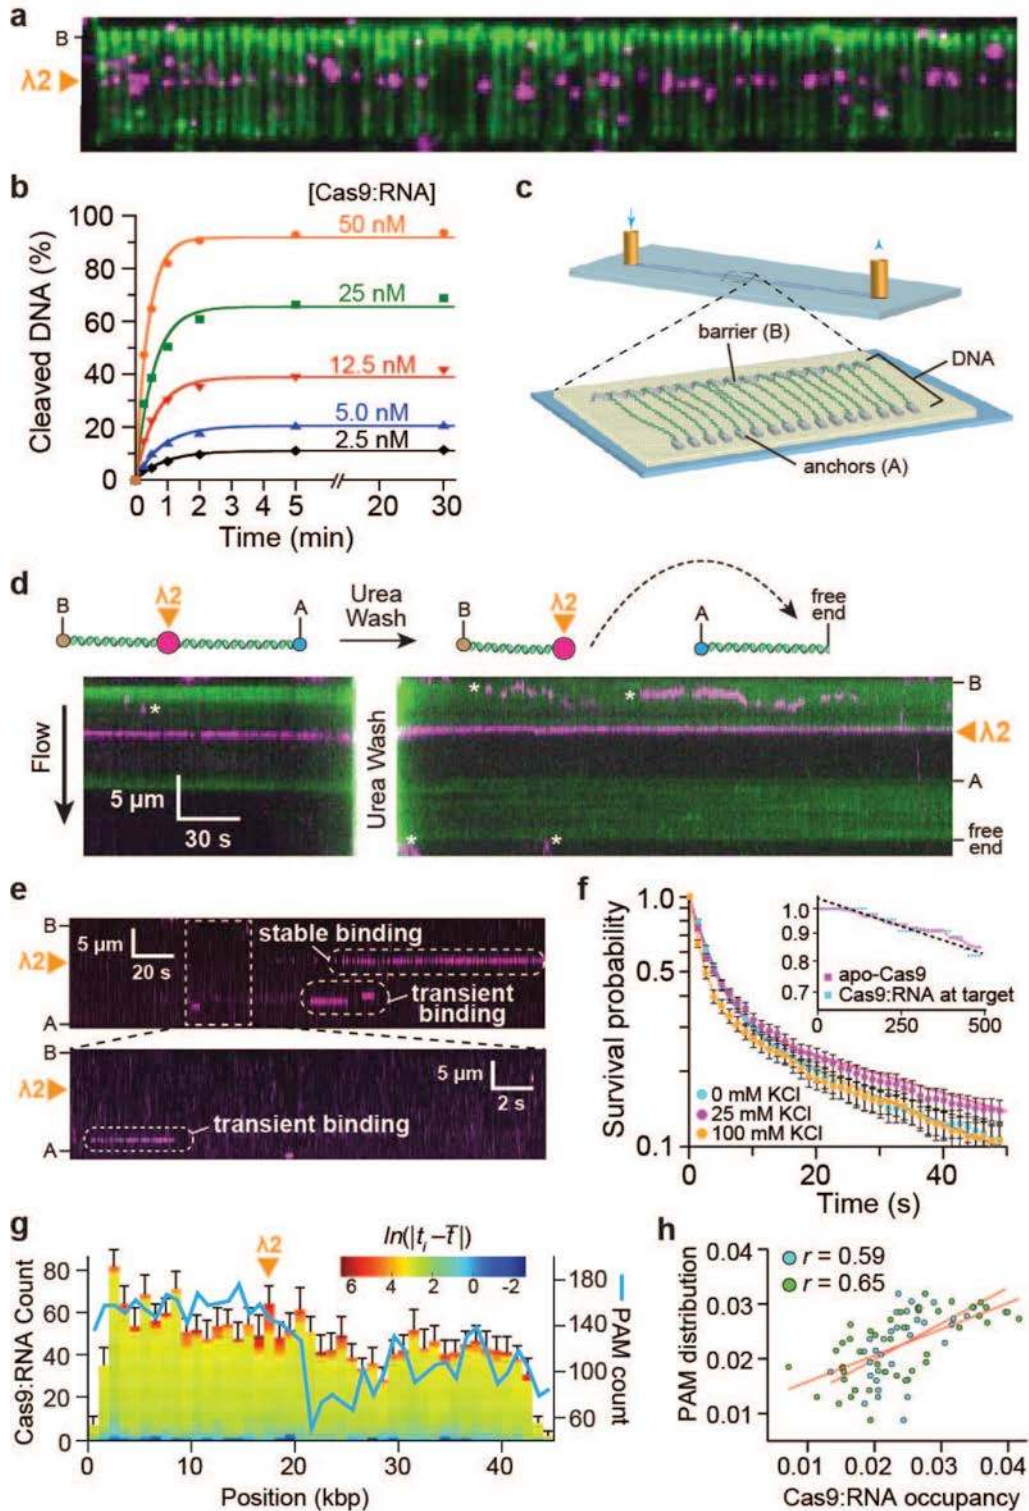 a
B
λ2
b
[Cas9:RNA]
100
80
60
40
20
0
50 nM
25 nM
12.5 nM
5.0 nM
2.5 nM
Cleaved DNA (%)
0 1 2 3 4 5 20 30
Time (min)
c
barrier (B)
DNA
anchors (A)
d
B λ2 A
Urea
Wash
B λ2 A free
end
Flow
*
5 µm
30 s
Urea Wash
* *
* *
B
λ2
A
free
end
e
B
λ2
A
5 µm
20 s
stable binding
transient
binding
B
λ2
A
5 µm
2 s
transient binding
f
Survival probability
1.0
0.5
0.1
0 mM KCl
25 mM KCl
100 mM KCl
0 20 40
Time (s)
1.0
0.9
0.8
0.7
apo-Cas9
Cas9:RNA at target
0 250 500
g
Cas9:RNA Count
80
60
40
20
0
λ2
ln(|tᵢ – t̅|)
6 4 2 0 -2
PAM count
180
140
100
60
0 10 20 30 40
Position (kbp)
h
r = 0.59
r = 0.65
PAM distribution
0.04
0.03
0.02
0.01
0.01 0.02 0.03 0.04
Cas9:RNA occupancy